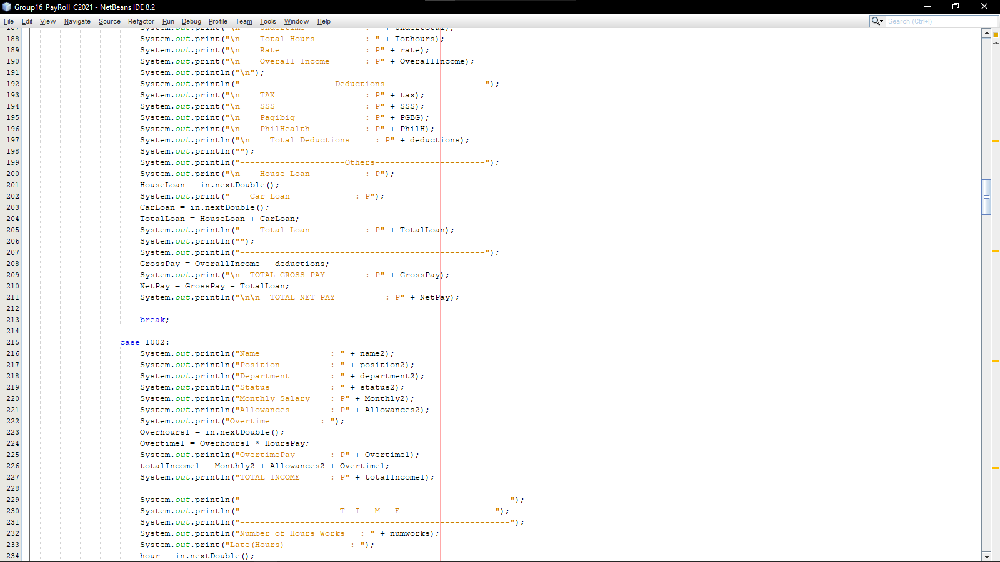 Group16_PayRoll_C2021 - NetBeans IDE 8.2
File Edit View Navigate Source Refactor Run Debug Profile Team Tools Window Help
Search (Ctrl+I)
187 System.out.print("\n    Undertime            :  " + Undertotal);
188 System.out.print("\n    Total Hours          : " + Tothours);
189 System.out.print("\n    Rate                 : P" + rate);
190 System.out.print("\n    Overall Income       : P" + OverallIncome);
191 System.out.println("\n");
192 System.out.println("-------------------Deductions--------------------");
193 System.out.print("\n    TAX                  : P" + tax);
194 System.out.print("\n    SSS                  : P" + SSS);
195 System.out.print("\n    Pagibig              : P" + PGBG);
196 System.out.print("\n    PhilHealth           : P" + PhilH);
197 System.out.println("\n    Total Deductions     : P" + deductions);
198 System.out.println("");
199 System.out.println("---------------------Others----------------------");
200 System.out.print("\n    House Loan           : P");
201 HouseLoan = in.nextDouble();
202 System.out.print("    Car Loan             : P");
203 CarLoan = in.nextDouble();
204 TotalLoan = HouseLoan + CarLoan;
205 System.out.println("    Total Loan           : P" + TotalLoan);
206 System.out.println("");
207 System.out.println("-------------------------------------------------");
208 GrossPay = OverallIncome - deductions;
209 System.out.print("\n  TOTAL GROSS PAY        : P" + GrossPay);
210 NetPay = GrossPay - TotalLoan;
211 System.out.println("\n\n  TOTAL NET PAY          : P" + NetPay);
212
213 break;
214
215 case 1002:
216 System.out.println("Name              : " + name2);
217 System.out.println("Position          : " + position2);
218 System.out.println("Department        : " + department2);
219 System.out.println("Status            : " + status2);
220 System.out.println("Monthly Salary    : P" + Monthly2);
221 System.out.println("Allowances        : P" + Allowances2);
222 System.out.print("Overtime          : ");
223 Overhours1 = in.nextDouble();
224 Overtime1 = Overhours1 * HoursPay;
225 System.out.println("OvertimePay       : P" + Overtime1);
226 totalIncome1 = Monthly2 + Allowances2 + Overtime1;
227 System.out.println("TOTAL INCOME      : P" + totalIncome1);
228
229 System.out.println("------------------------------------------------------");
230 System.out.println("                    T  I   M   E                   ");
231 System.out.println("------------------------------------------------------");
232 System.out.println("Number of Hours Works   : " + numworks);
233 System.out.print("Late(Hours)             : ");
234 hour = in.nextDouble();